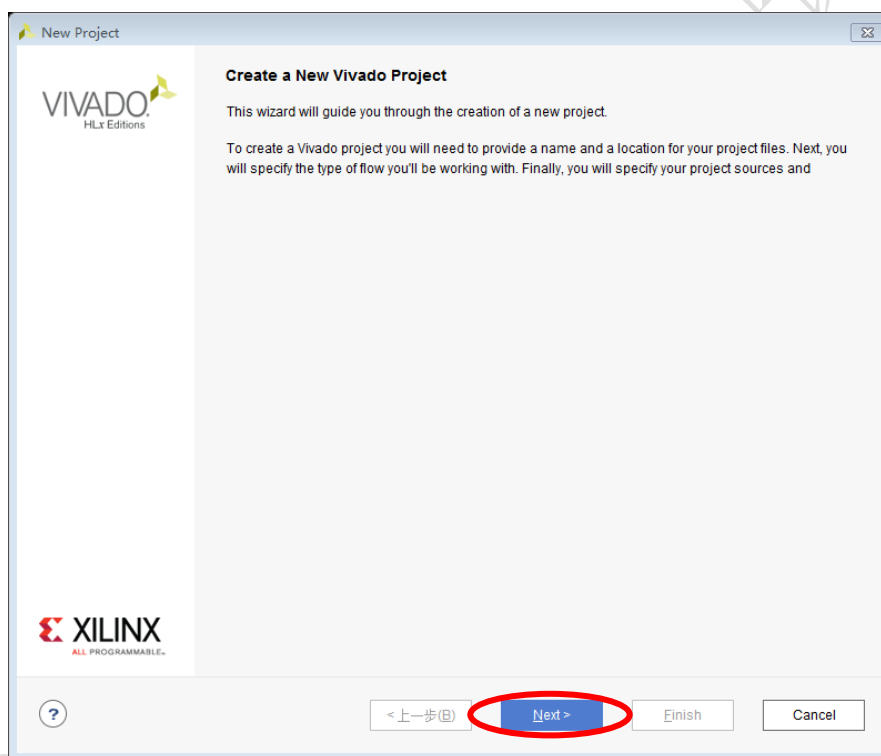 New Project
VIVADO.
HLx Editions
Create a New Vivado Project
This wizard will guide you through the creation of a new project.
To create a Vivado project you will need to provide a name and a location for your project files. Next, you
will specify the type of flow you'll be working with. Finally, you will specify your project sources and
XILINX
ALL PROGRAMMABLE™
?
<上一步(B)
Next >
Finish
Cancel